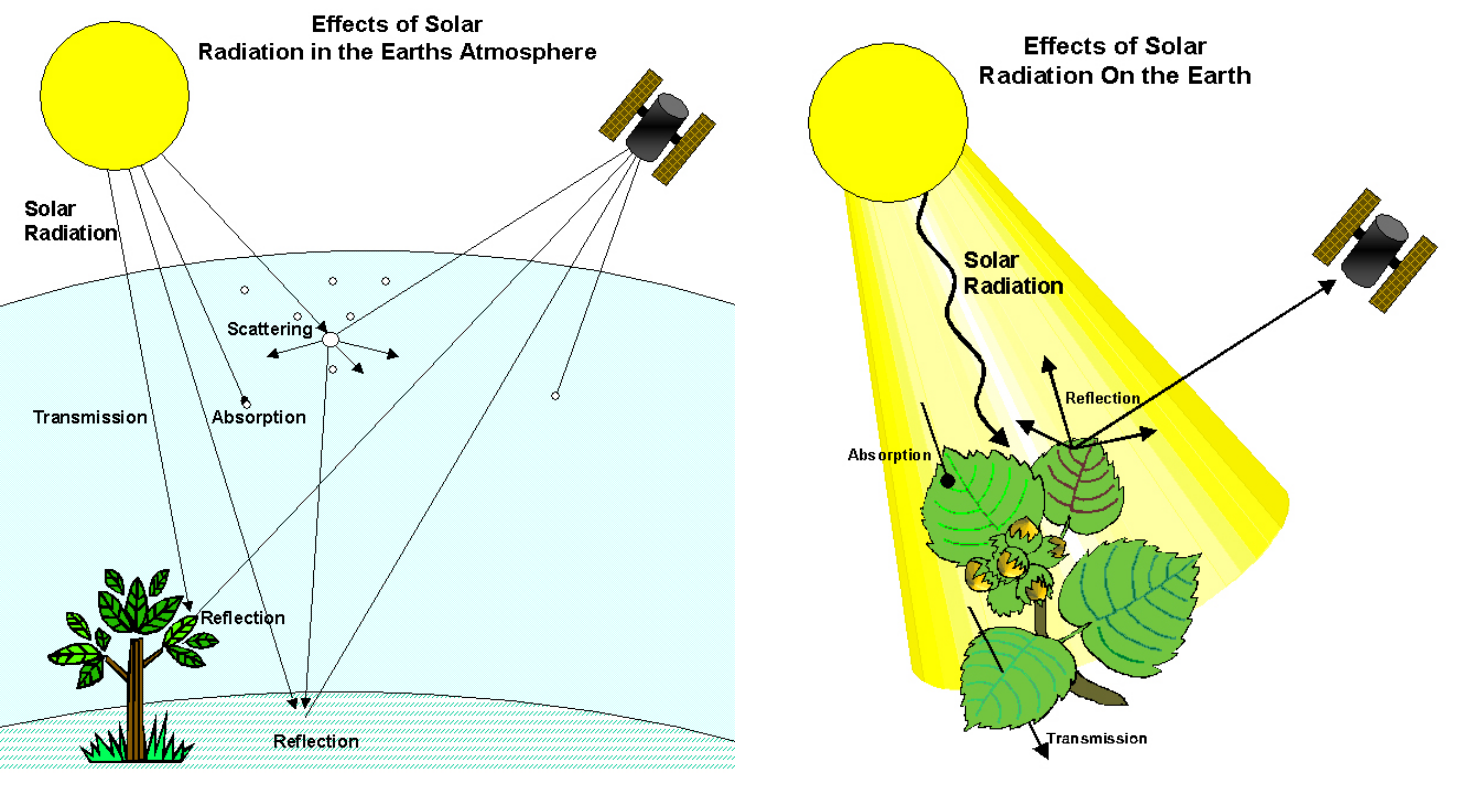 Effects of Solar
Radiation in the Earths Atmosphere
Solar
Radiation
Scattering
Transmission
Absorption
Reflection
Reflection
Effects of Solar
Radiation On the Earth
Solar
Radiation
Reflection
Absorption
Transmission